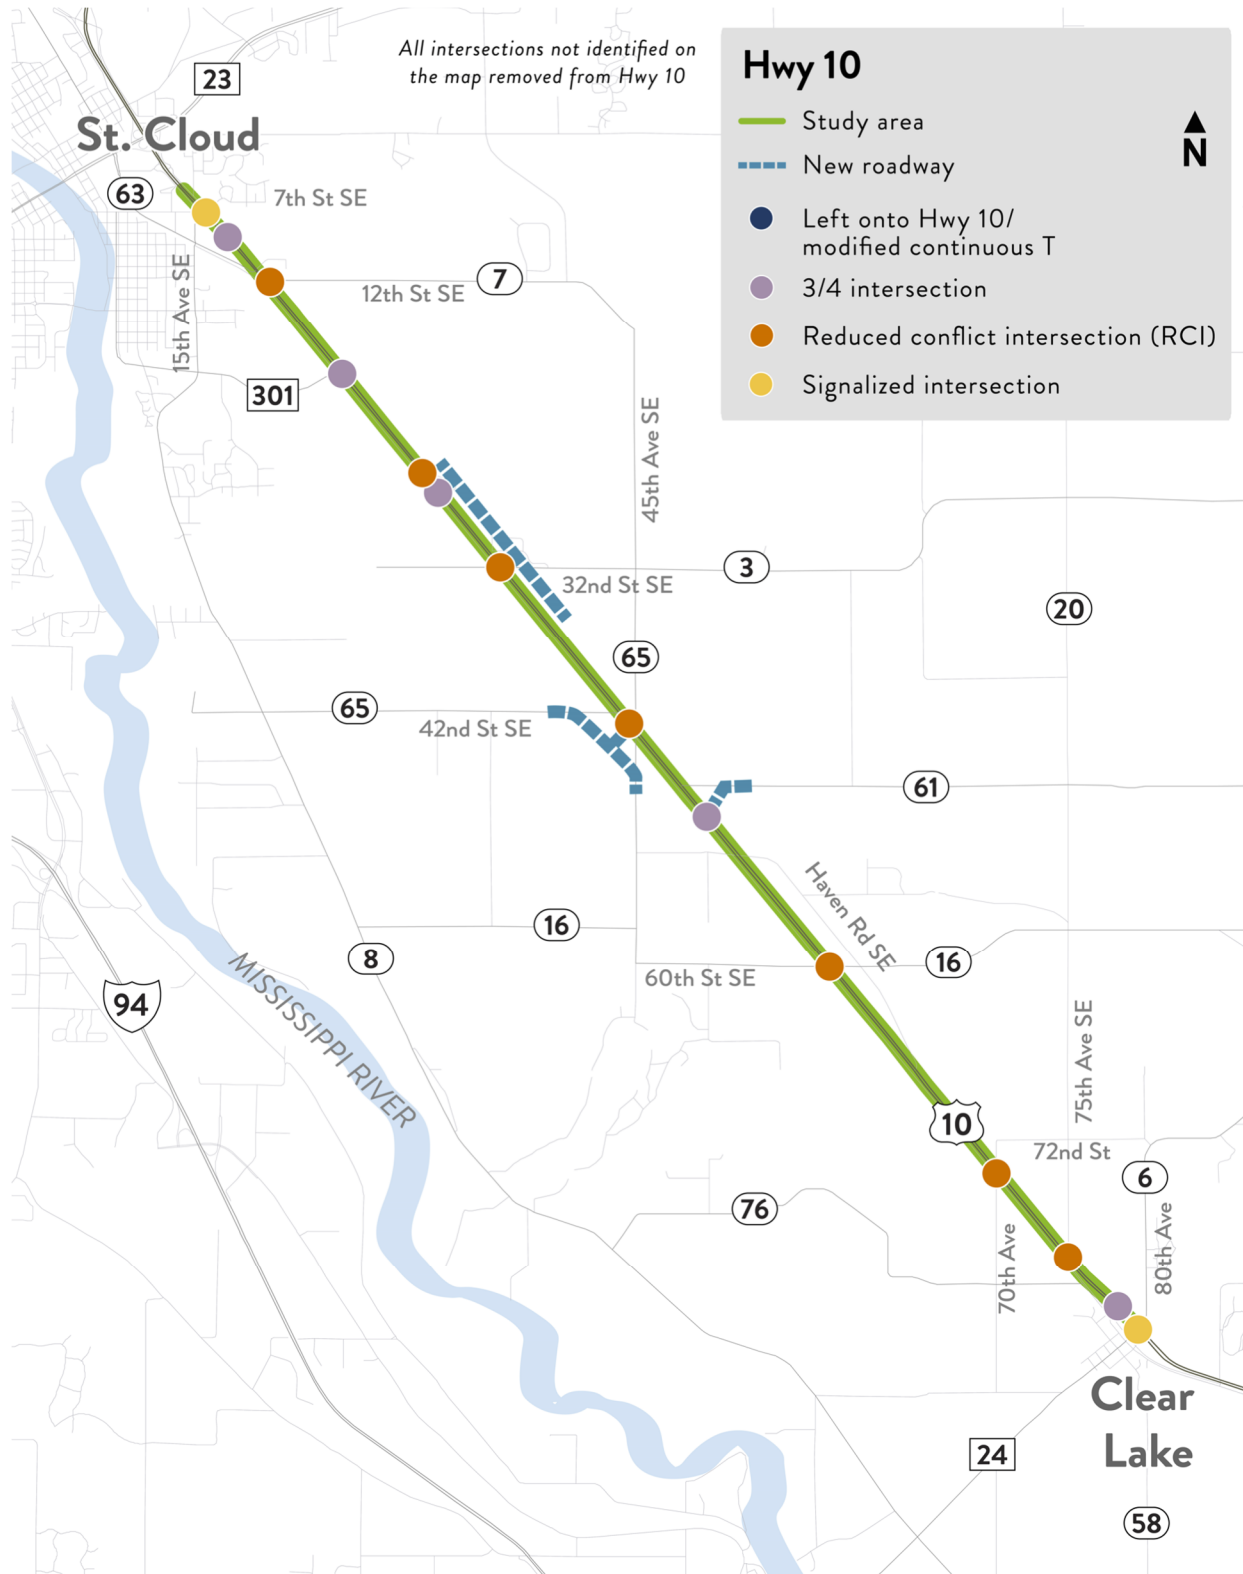 All intersections not identified on
the map removed from Hwy 10
Hwy 10
Study area
New roadway
Left onto Hwy 10/
modified continuous T
3/4 intersection
Reduced conflict intersection (RCI)
Signalized intersection
N
23
St. Cloud
63
7th St SE
15th Ave SE
7
12th St SE
301
45th Ave SE
3
32nd St SE
20
65
65
42nd St SE
61
Haven Rd SE
16
8
16
60th St SE
94
MISSISSIPPI RIVER
75th Ave SE
10
72nd St
6
76
70th Ave
80th Ave
Clear
Lake
24
58